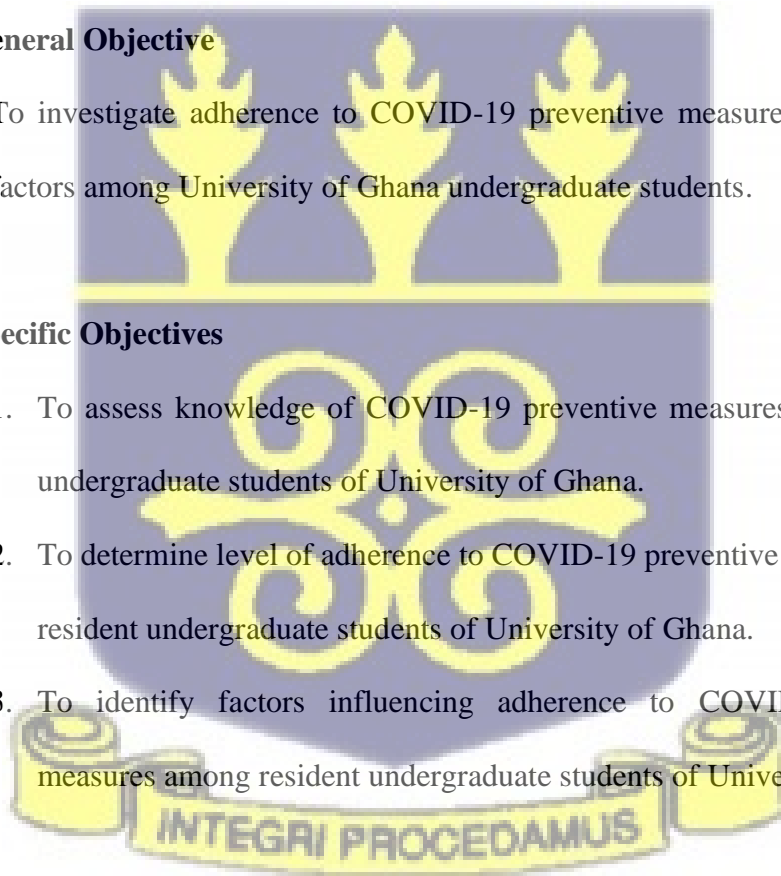 eneral Objective
To investigate adherence to COVID-19 preventive measure
factors among University of Ghana undergraduate students.
ecific Objectives
1. To assess knowledge of COVID-19 preventive measures
undergraduate students of University of Ghana.
2. To determine level of adherence to COVID-19 preventive
resident undergraduate students of University of Ghana.
3. To identify factors influencing adherence to COVI
measures among resident undergraduate students of Unive
INTEGRI PROCEDAMUS